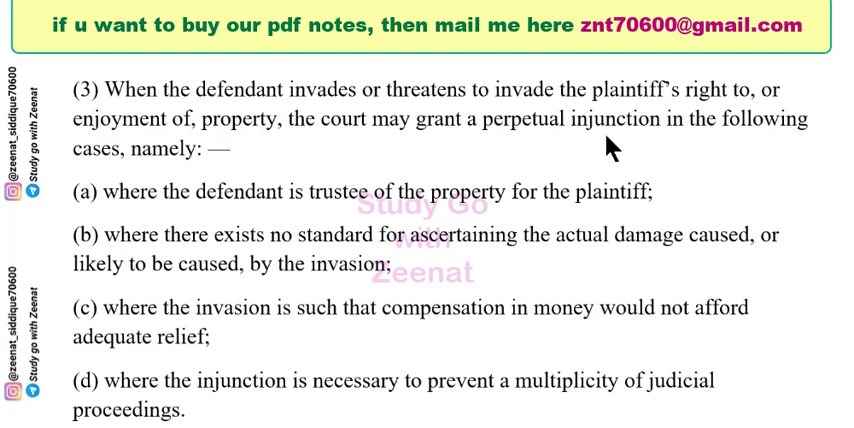 if u want to buy our pdf notes, then mail me here znt70600@gmail.com
(3) When the defendant invades or threatens to invade the plaintiff's right to, or
enjoyment of, property, the court may grant a perpetual injunction in the following
cases, namely: —
(a) where the defendant is trustee of the property for the plaintiff;
(b) where there exists no standard for ascertaining the actual damage caused, or
likely to be caused, by the invasion;
(c) where the invasion is such that compensation in money would not afford
adequate relief;
(d) where the injunction is necessary to prevent a multiplicity of judicial
proceedings.
Study Go
with
Zeenat
@zeenat_siddique70600
Study go with Zeenat
@zeenat_siddique70600
Study go with Zeenat